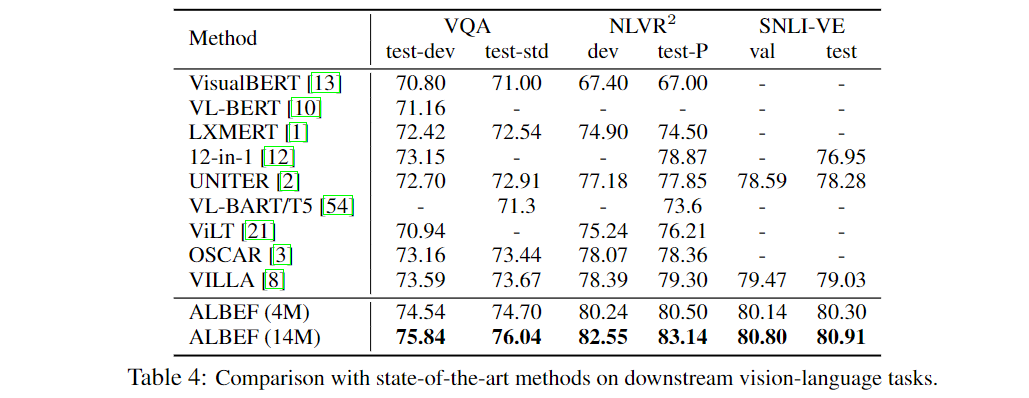 Method VQA NLVR² SNLI-VE
test-dev test-std dev test-P val test
VisualBERT [13] 70.80 71.00 67.40 67.00 - -
VL-BERT [10] 71.16 - - - - -
LXMERT [1] 72.42 72.54 74.90 74.50 - -
12-in-1 [12] 73.15 - - 78.87 - 76.95
UNITER [2] 72.70 72.91 77.18 77.85 78.59 78.28
VL-BART/T5 [54] - 71.3 - 73.6 - -
ViLT [21] 70.94 - 75.24 76.21 - -
OSCAR [3] 73.16 73.44 78.07 78.36 - -
VILLA [8] 73.59 73.67 78.39 79.30 79.47 79.03
ALBEF (4M) 74.54 74.70 80.24 80.50 80.14 80.30
ALBEF (14M) 75.84 76.04 82.55 83.14 80.80 80.91
Table 4: Comparison with state-of-the-art methods on downstream vision-language tasks.